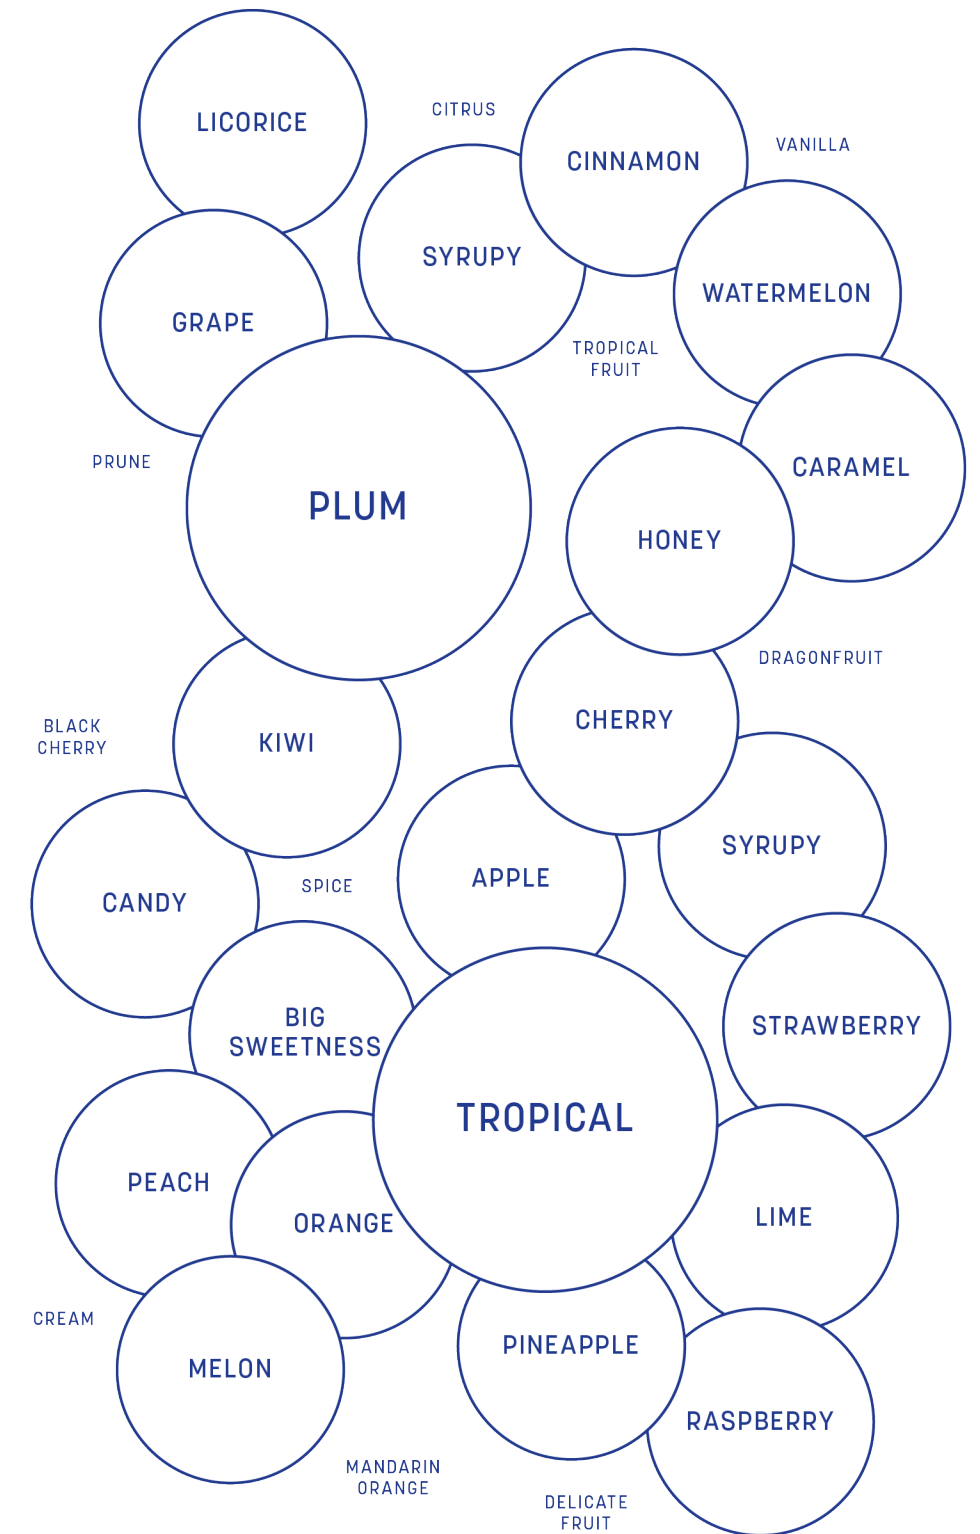 LICORICE
CITRUS
CINNAMON
VANILLA
SYRUPY
WATERMELON
GRAPE
TROPICAL
FRUIT
PRUNE
PLUM
CARAMEL
HONEY
DRAGONFRUIT
BLACK
CHERRY
KIWI
CHERRY
SYRUPY
CANDY
SPICE
APPLE
BIG
SWEETNESS
STRAWBERRY
TROPICAL
PEACH
ORANGE
LIME
CREAM
MELON
PINEAPPLE
RASPBERRY
MANDARIN
ORANGE
DELICATE
FRUIT